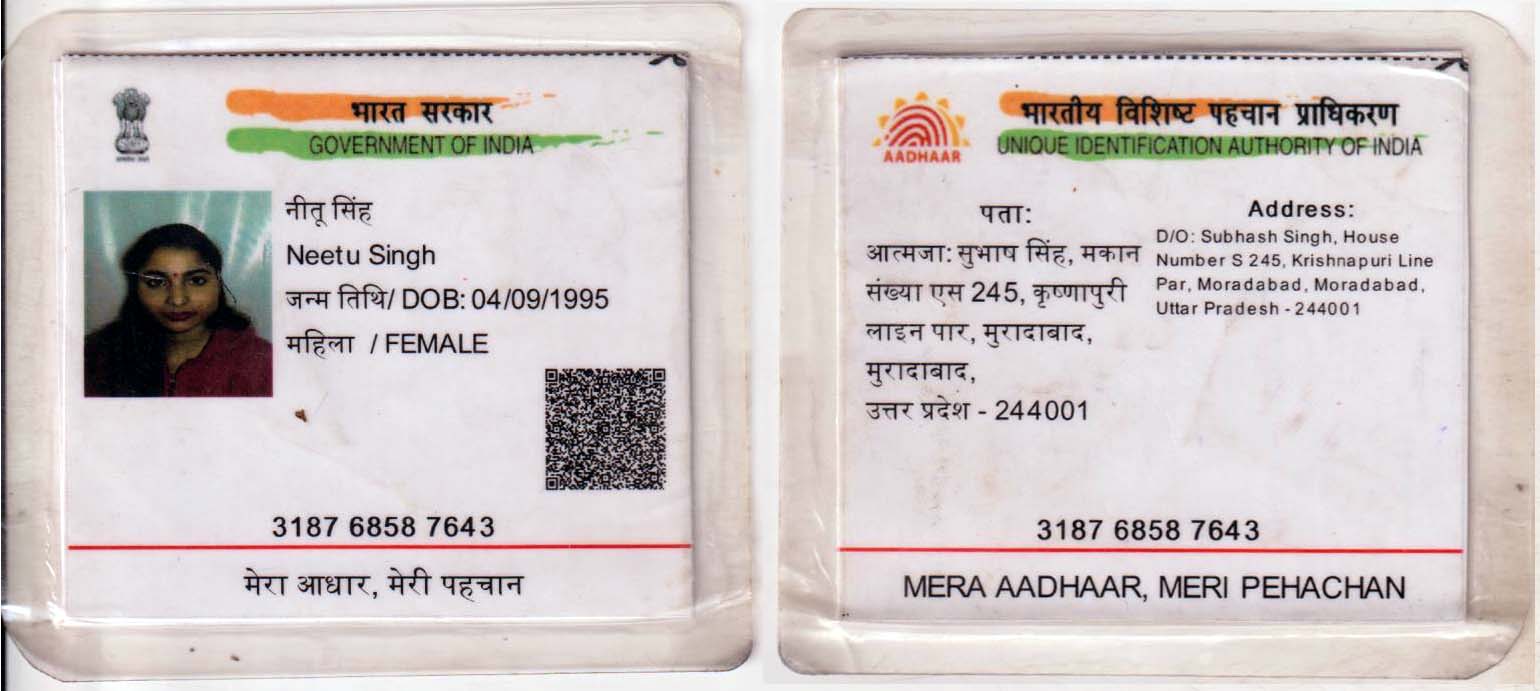 भारत सरकार
GOVERNMENT OF INDIA
नीतू सिंह
Neetu Singh
जन्म तिथि/ DOB: 04/09/1995
महिला / FEMALE
3187 6858 7643
मेरा आधार, मेरी पहचान
AADHAAR
भारतीय विशिष्ट पहचान प्राधिकरण
UNIQUE IDENTIFICATION AUTHORITY OF INDIA
पता:
आत्मजा: सुभाष सिंह, मकान
संख्या एस 245, कृष्णापुरी
लाइन पार, मुरादाबाद,
मुरादाबाद,
उत्तर प्रदेश - 244001
Address:
D/O: Subhash Singh, House
Number S 245, Krishnapuri Line
Par, Moradabad, Moradabad,
Uttar Pradesh - 244001
3187 6858 7643
MERA AADHAAR, MERI PEHACHAN